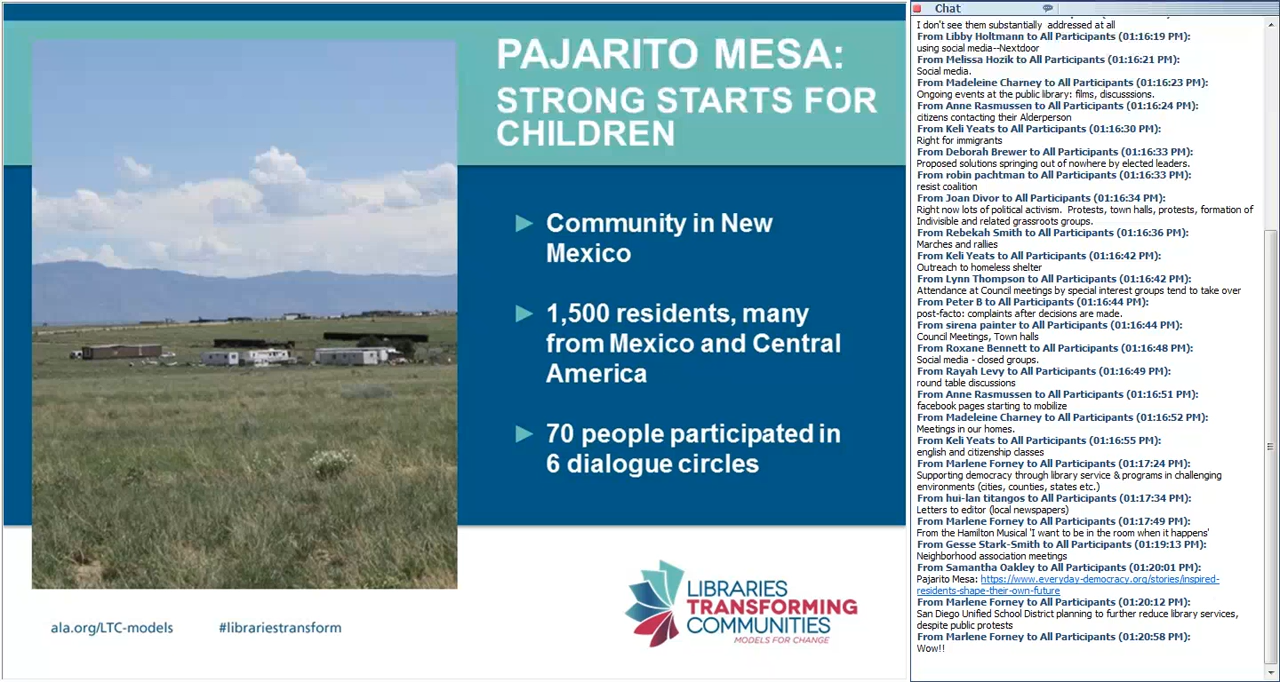 PAJARITO MESA:
STRONG STARTS FOR
CHILDREN
Community in New
Mexico
1,500 residents, many
from Mexico and Central
America
70 people participated in
6 dialogue circles
LIBRARIES
TRANSFORMING
COMMUNITIES
MODELS FOR CHANGE
ala.org/LTC-models
#librariestransform
Chat
I don't see them substantially addressed at all
From Libby Holtmann to All Participants (01:16:19 PM):
using social media--Nextdoor
From Melissa Hozik to All Participants (01:16:21 PM):
Social media.
From Madeleine Charney to All Participants (01:16:23 PM):
Ongoing events at the public library: films, discusssions.
From Anne Rasmussen to All Participants (01:16:24 PM):
citizens contacting their Alderperson
From Keli Yeats to All Participants (01:16:30 PM):
Right for immigrants
From Deborah Brewer to All Participants (01:16:33 PM):
Proposed solutions springing out of nowhere by elected leaders.
From robin pachtman to All Participants (01:16:33 PM):
resist coalition
From Joan Divor to All Participants (01:16:34 PM):
Right now lots of political activism. Protests, town halls, protests, formation of
Indivisible and related grassroots groups.
From Rebekah Smith to All Participants (01:16:36 PM):
Marches and rallies
From Keli Yeats to All Participants (01:16:42 PM):
Outreach to homeless shelter
From Lynn Thompson to All Participants (01:16:42 PM):
Attendance at Council meetings by special interest groups tend to take over
From Peter B to All Participants (01:16:44 PM):
post-facto: complaints after decisions are made.
From sirena painter to All Participants (01:16:44 PM):
Council Meetings, Town halls
From Roxane Bennett to All Participants (01:16:48 PM):
Social media - closed groups.
From Rayah Levy to All Participants (01:16:49 PM):
round table discussions
From Anne Rasmussen to All Participants (01:16:51 PM):
facebook pages starting to mobilize
From Madeleine Charney to All Participants (01:16:52 PM):
Meetings in our homes.
From Keli Yeats to All Participants (01:16:55 PM):
english and citizenship classes
From Marlene Forney to All Participants (01:17:24 PM):
Supporting democracy through library service & programs in challenging
environments (cities, counties, states etc.)
From hui-lan titangos to All Participants (01:17:34 PM):
Letters to editor (local newspapers)
From Marlene Forney to All Participants (01:17:49 PM):
From the Hamilton Musical 'I want to be in the room when it happens'
From Gesse Stark-Smith to All Participants (01:19:13 PM):
Neighborhood association meetings
From Samantha Oakley to All Participants (01:20:01 PM):
Pajarito Mesa: https://www.everyday-democracy.org/stories/inspired-
residents-shape-their-own-future
From Marlene Forney to All Participants (01:20:12 PM):
San Diego Unified School District planning to further reduce library services,
despite public protests
From Marlene Forney to All Participants (01:20:58 PM):
Wow!!